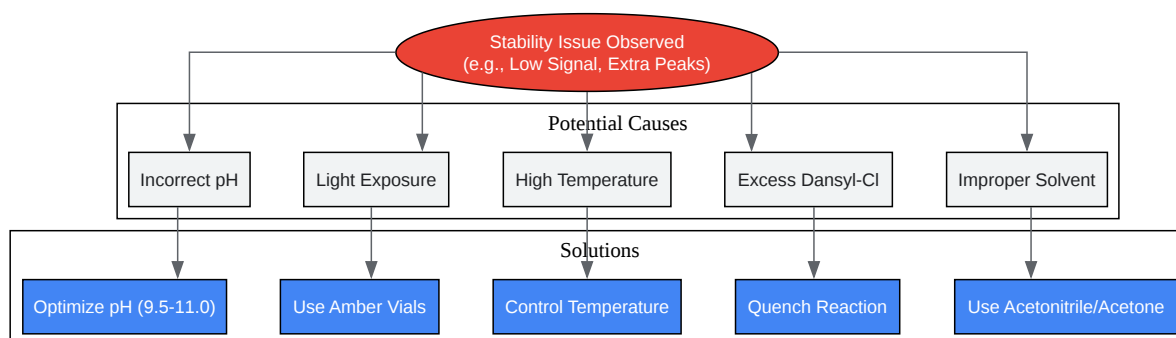 Stability Issue Observed
(e.g., Low Signal, Extra Peaks)
Potential Causes
Incorrect pH
Light Exposure
High Temperature
Excess Dansyl-Cl
Improper Solvent
Solutions
Optimize pH (9.5-11.0)
Use Amber Vials
Control Temperature
Quench Reaction
Use Acetonitrile/Acetone